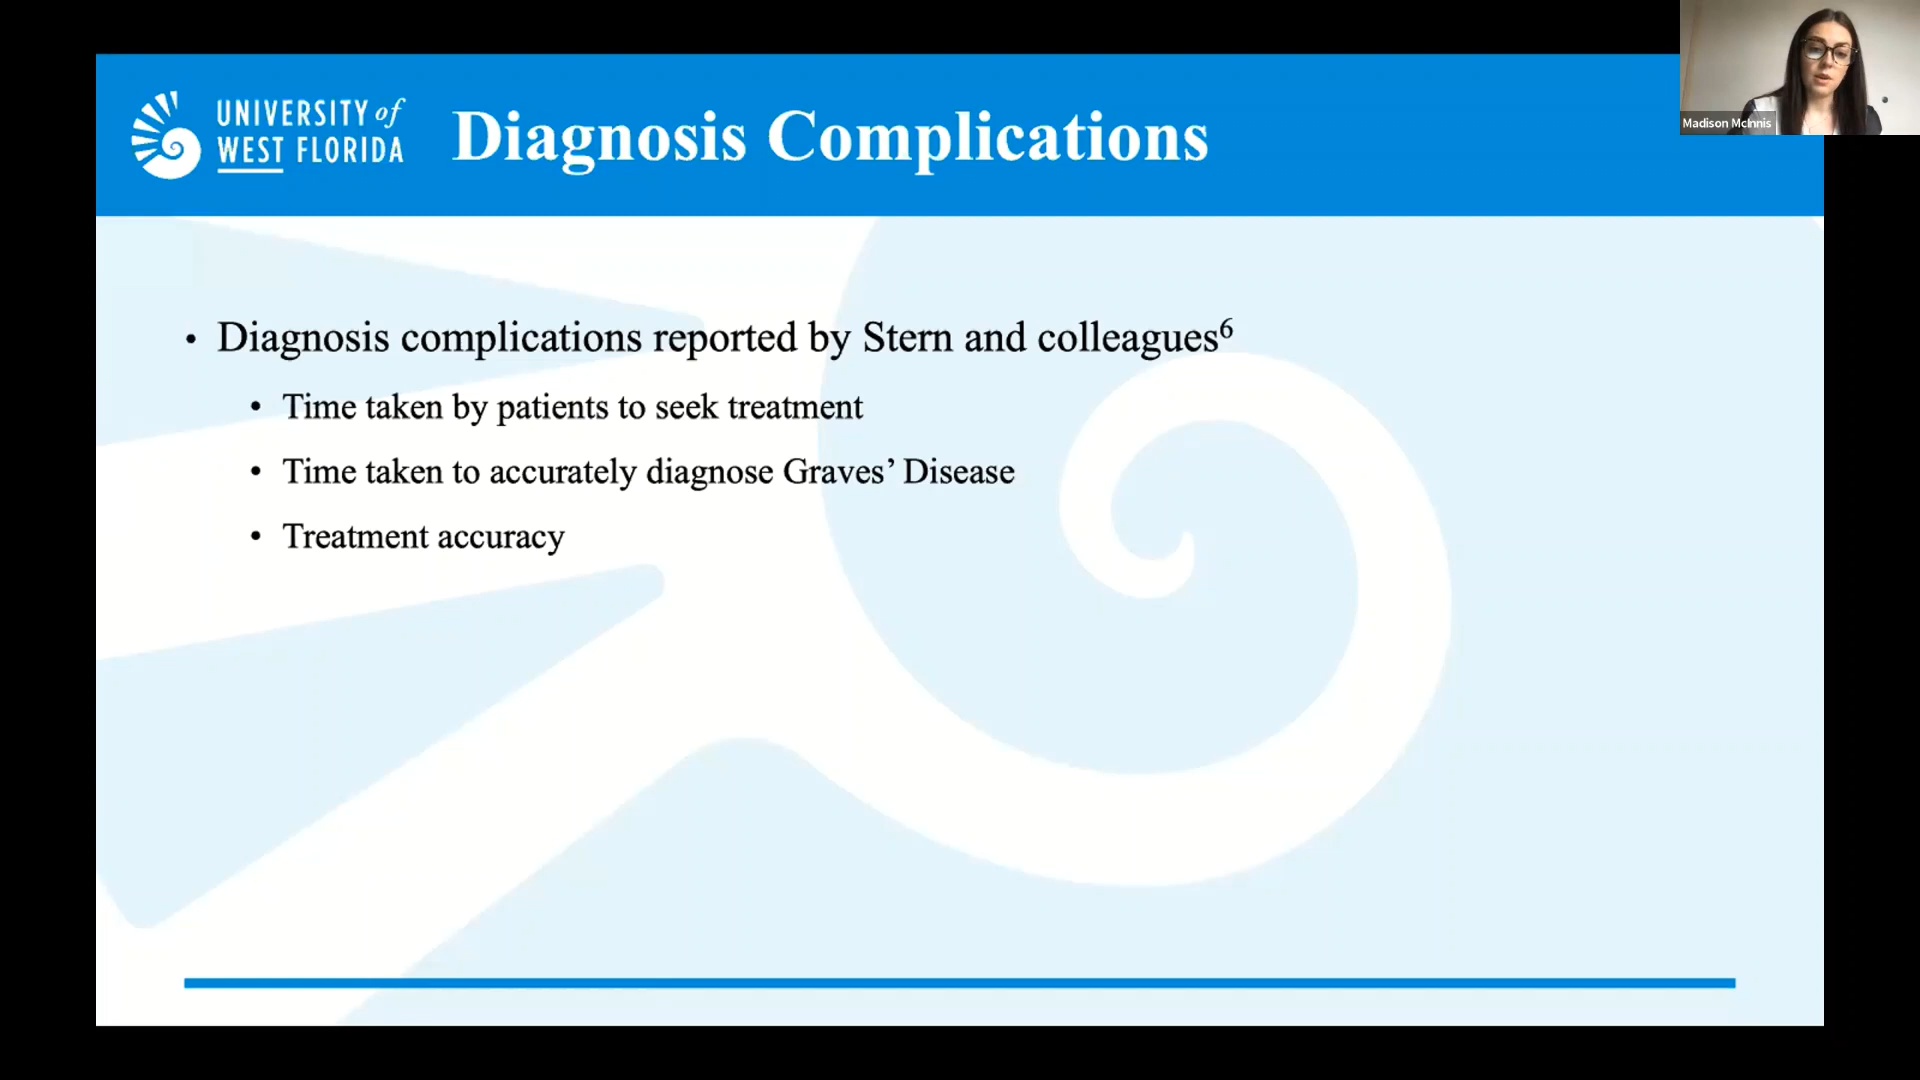 UNIVERSITY of
WEST FLORIDA
Diagnosis Complications
Madison McInnis
• Diagnosis complications reported by Stern and colleagues⁶
• Time taken by patients to seek treatment
• Time taken to accurately diagnose Graves’ Disease
• Treatment accuracy